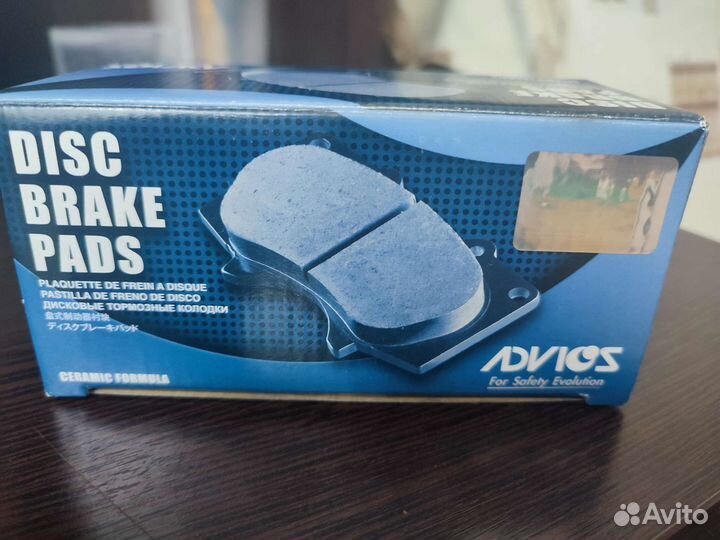 DISC
BRAKE
PADS
PLAQUETTE DE FREIN A DISQUE
PASTILLA DE FRENO DE DISCO
ДИСКОВЫЕ ТОРМОЗНЫЕ КОЛОДКИ
盘式制动器衬块
ディスクブレーキパッド
CERAMIC FORMULA
ADVICS
For Safety Evolution
Avito